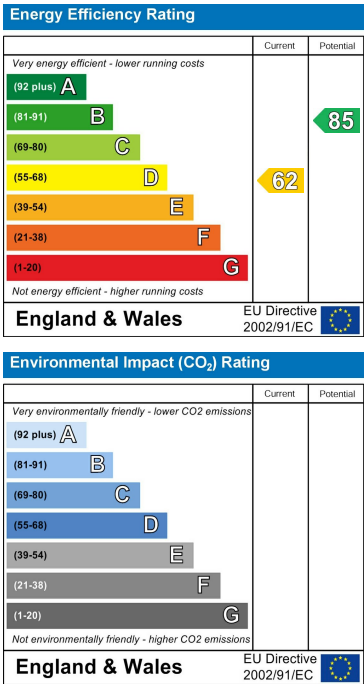 Energy Efficiency Rating
Current Potential
Very energy efficient - lower running costs
(92 plus) A
(81-91) B
(69-80) C
(55-68) D
(39-54) E
(21-38) F
(1-20) G
85
62
Not energy efficient - higher running costs
England & Wales
EU Directive
2002/91/EC
Environmental Impact (CO₂) Rating
Current Potential
Very environmentally friendly - lower CO2 emissions
(92 plus) A
(81-91) B
(69-80) C
(55-68) D
(39-54) E
(21-38) F
(1-20) G
Not environmentally friendly - higher CO2 emissions
England & Wales
EU Directive
2002/91/EC